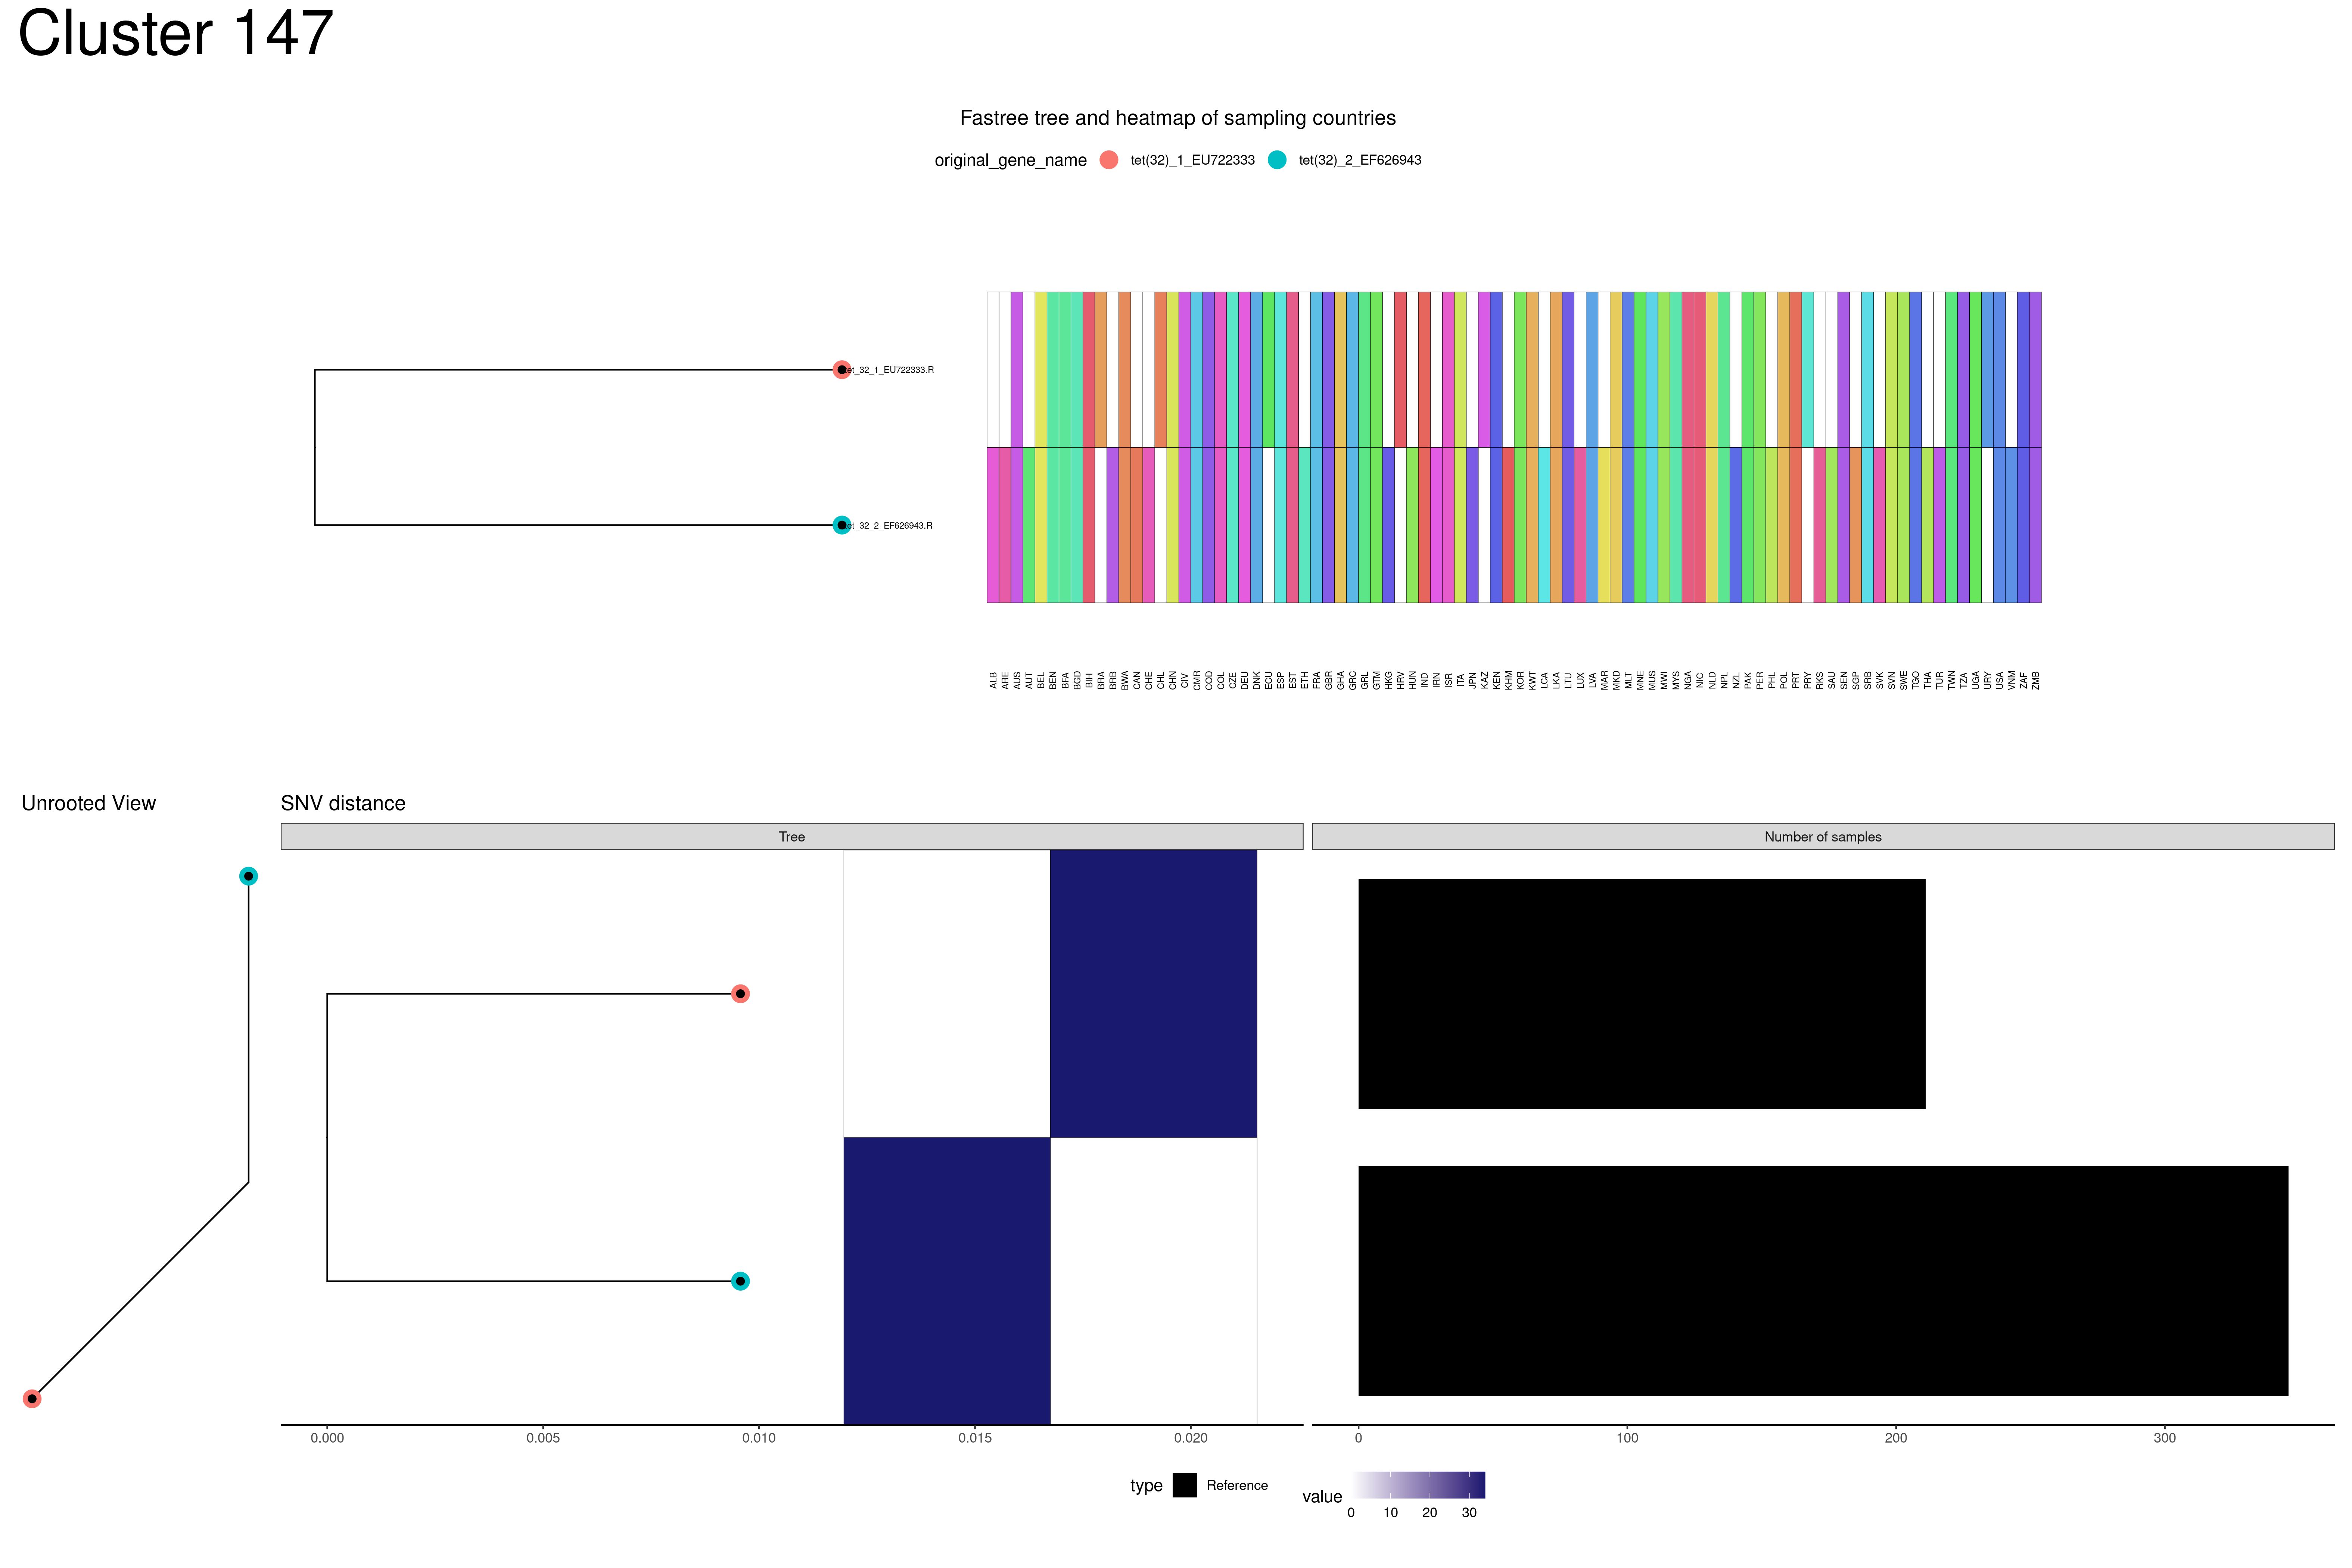 Cluster 147
Fastree tree and heatmap of sampling countries
original_gene_name tet(32)_1_EU722333 tet(32)_2_EF626943
et_32_1_EU722333.R
et_32_2_EF626943.R
ALB ARE AUS AUT BEL BEN BFA BGD BIH BRA BRB BWA CAN CHE CHL CHN CIV CMR COD COL CZE DEU DNK ECU ESP EST ETH FRA GBR GHA GRC GRL GTM HKG HRV HUN IND IRN ISR ITA JPN KAZ KEN KHM KOR KWT LCA LKA LTU LUX LVA MAR MKD MLT MNE MUS MWI MYS NGA NIC NLD NPL NZL PAK PER PHL POL PRT PRY RKS SAU SEN SGP SRB SVK SVN SWE TGO THA TUR TWN TZA UGA URY USA VNM ZAF ZMB
Unrooted View SNV distance
Tree Number of samples
0.000 0.005 0.010 0.015 0.020 0 100 200 300
type Reference value
0 10 20 30